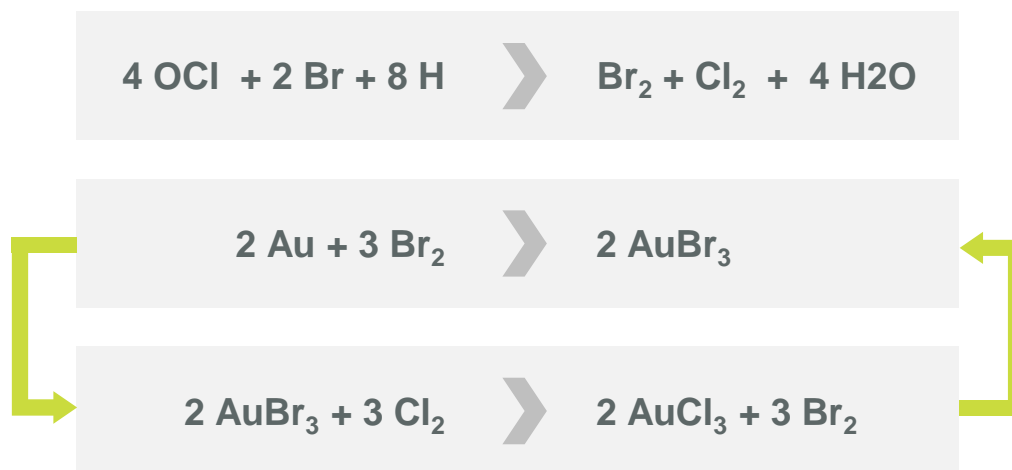 4 OCl + 2 Br + 8 H Br₂ + Cl₂ + 4 H2O
2 Au + 3 Br₂ 2 AuBr₃
2 AuBr₃ + 3 Cl₂ 2 AuCl₃ + 3 Br₂